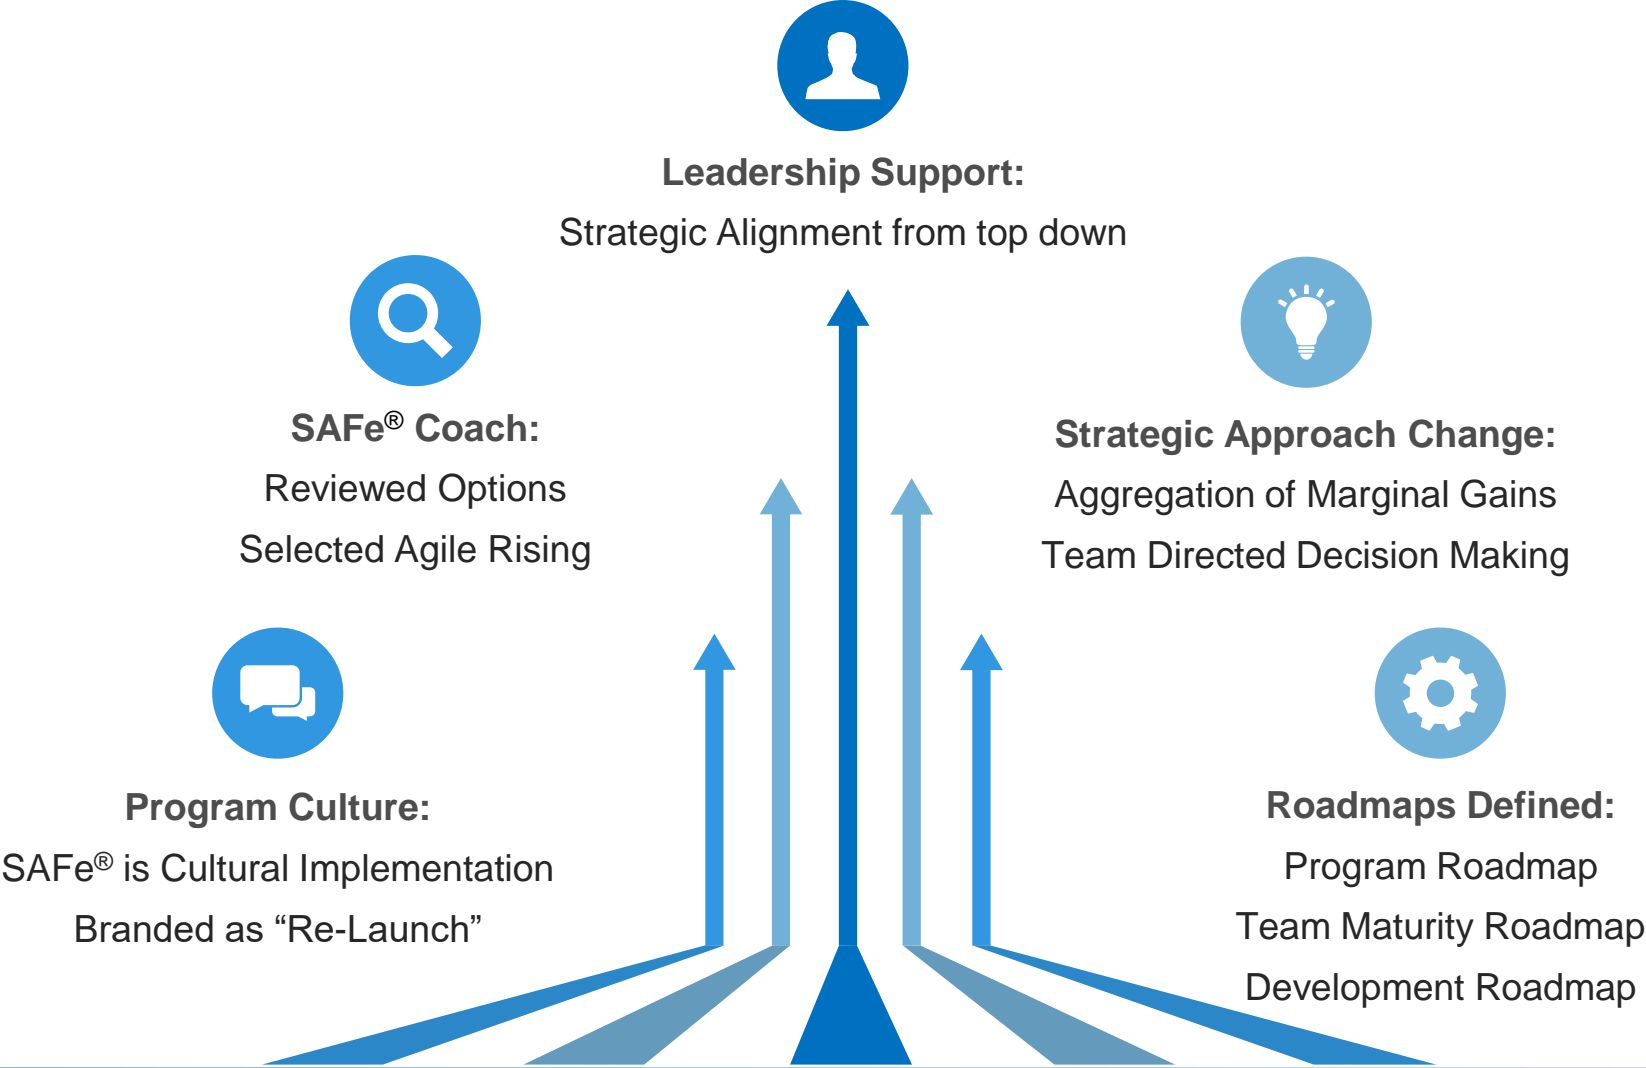 Leadership Support:
Strategic Alignment from top down
SAFe® Coach:
Reviewed Options
Selected Agile Rising
Strategic Approach Change:
Aggregation of Marginal Gains
Team Directed Decision Making
Program Culture:
SAFe® is Cultural Implementation
Branded as “Re-Launch”
Roadmaps Defined:
Program Roadmap
Team Maturity Roadmap
Development Roadmap